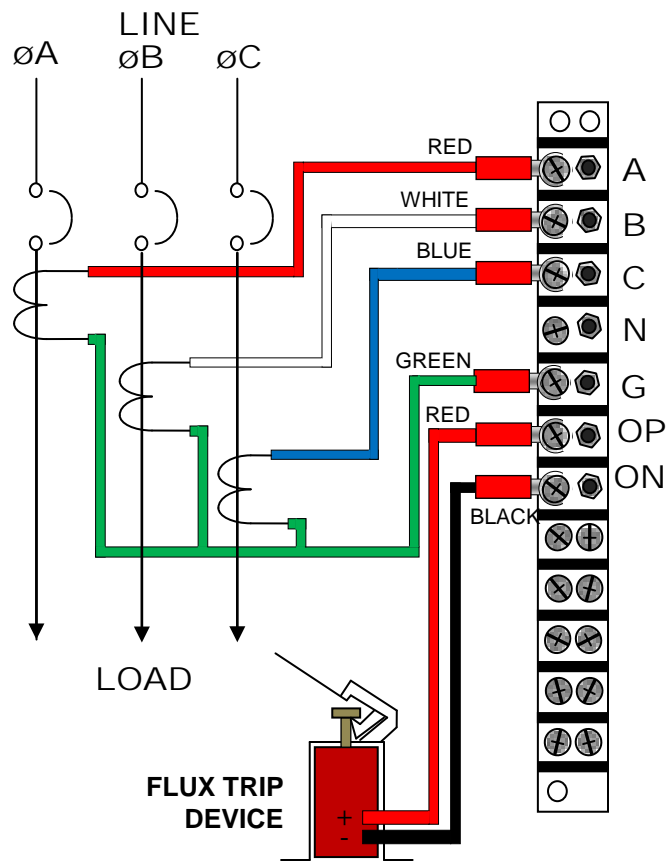 LINE
øA øB øC
RED A
WHITE B
BLUE C
N
GREEN G
RED OP
ON
BLACK
LOAD
FLUX TRIP
DEVICE
+
-